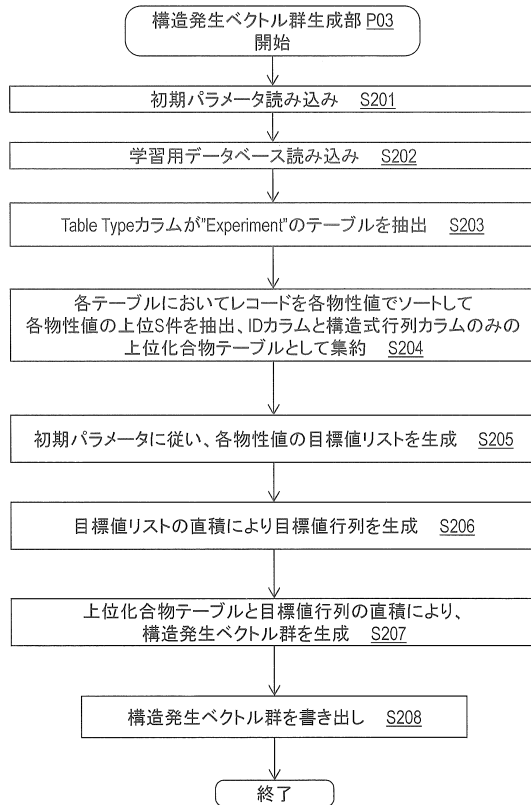 構造発生ベクトル群生成部 P03
開始
初期パラメータ読み込み S201
学習用データベース読み込み S202
Table Typeカラムが"Experiment"のテーブルを抽出 S203
各テーブルにおいてレコードを各物性値でソートして
各物性値の上位S件を抽出、IDカラムと構造式行列カラムのみの
上位化合物テーブルとして集約 S204
初期パラメータに従い、各物性値の目標値リストを生成 S205
目標値リストの直積により目標値行列を生成 S206
上位化合物テーブルと目標値行列の直積により、
構造発生ベクトル群を生成 S207
構造発生ベクトル群を書き出し S208
終了